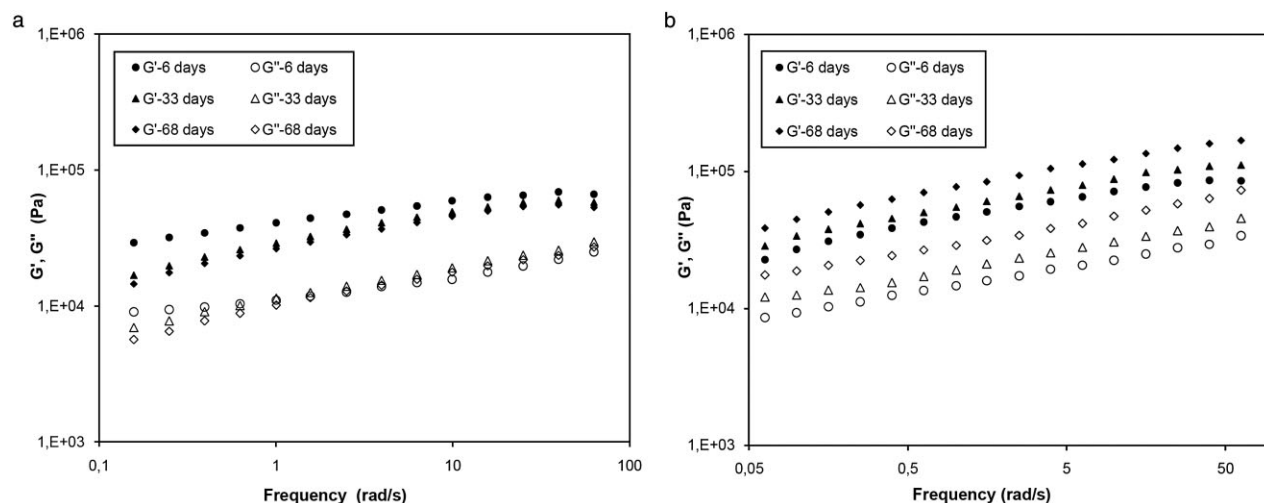 a
1,E+06
G'-6 days G''-6 days
G'-33 days G''-33 days
G'-68 days G''-68 days
1,E+05
G', G'' (Pa)
1,E+04
1,E+03
0,1 1 10 100
Frequency (rad/s)
b
1,E+06
G'-6 days G''-6 days
G'-33 days G''-33 days
G'-68 days G''-68 days
1,E+05
G', G'' (Pa)
1,E+04
1,E+03
0,05 0,5 5 50
Frequency (rad/s)